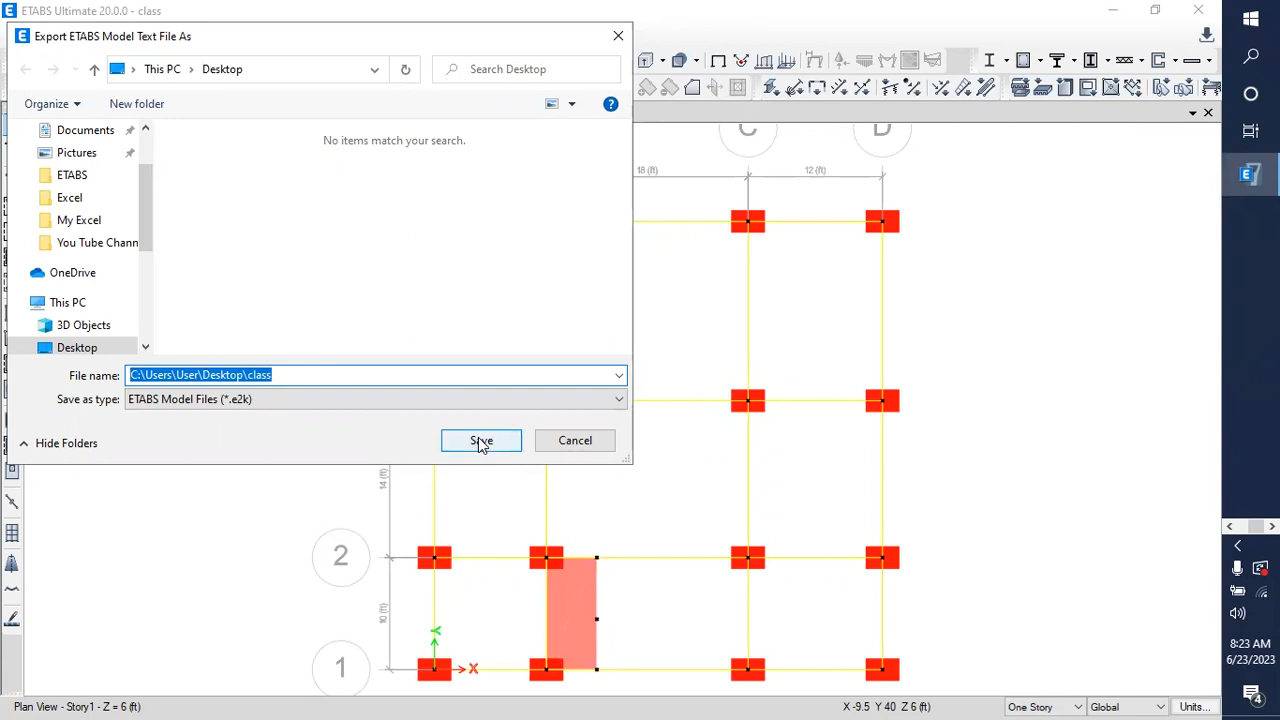 ETABS Ultimate 20.0.0 - class
Export ETABS Model Text File As
This PC
Desktop
Search Desktop
Organize
New folder
Documents
Pictures
ETABS
Excel
My Excel
You Tube Chann
OneDrive
This PC
3D Objects
Desktop
No items match your search.
File name:
C:\Users\User\Desktop\class
Save as type:
ETABS Model Files (*.e2k)
Hide Folders
Save
Cancel
C
D
18 (ft)
12 (ft)
14 (ft)
2
10 (ft)
1
Y
X
Plan View - Story1 - Z = 6 (ft)
X -9.5 Y 40 Z 6 (ft)
One Story
Global
Units...
8:23 AM
6/23/2023
4